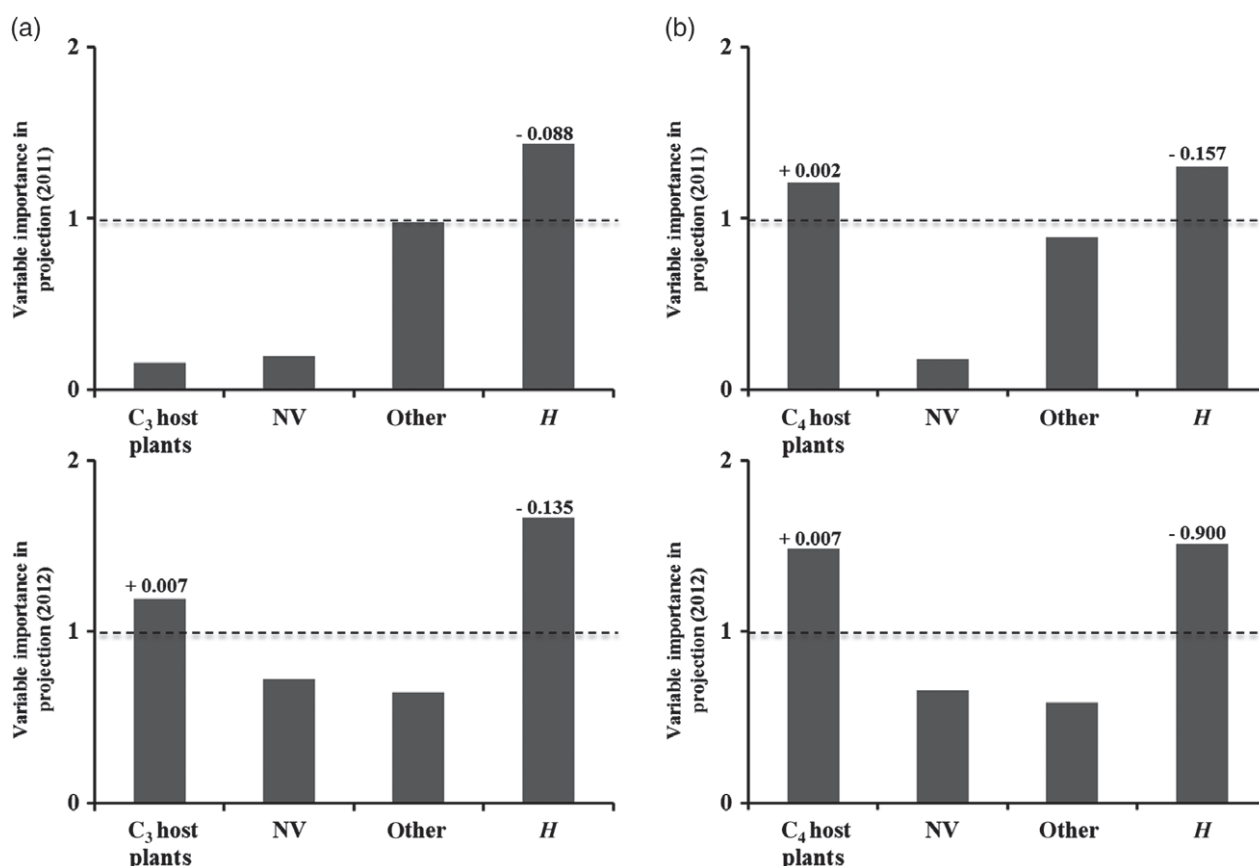 (a)
Variable importance in
projection (2011)
2
1
0
- 0.088
C3 host
plants
NV
Other
H
(b)
Variable importance in
projection (2011)
2
1
0
+ 0.002
- 0.157
C4 host
plants
NV
Other
H
Variable importance in
projection (2012)
2
1
0
+ 0.007
- 0.135
C3 host
plants
NV
Other
H
Variable importance in
projection (2012)
2
1
0
+ 0.007
- 0.900
C4 host
plants
NV
Other
H